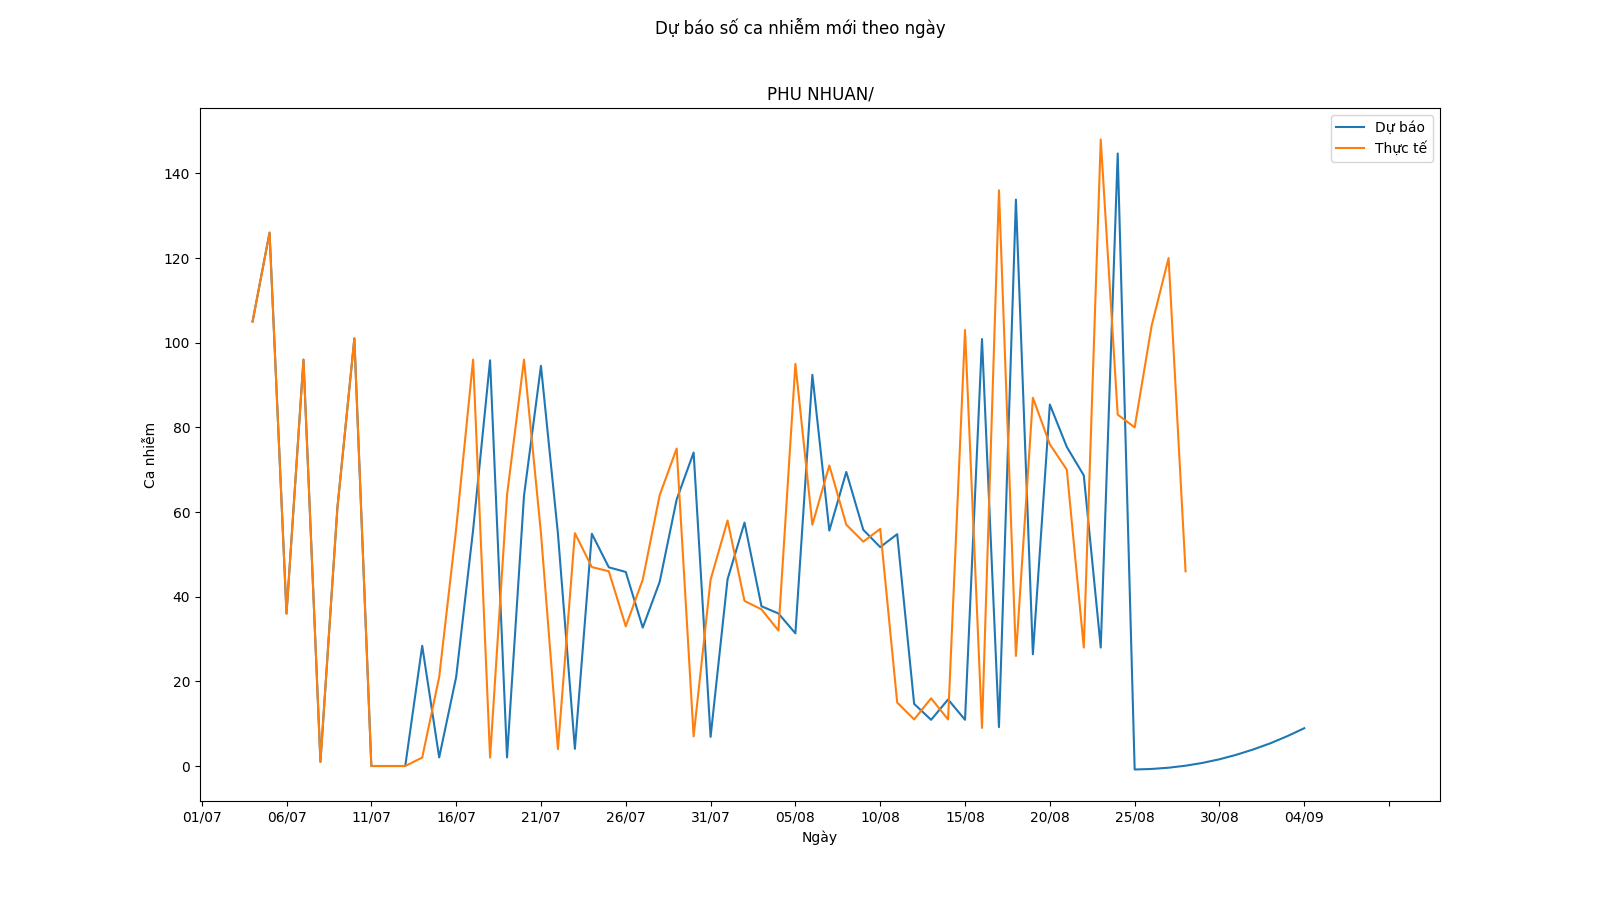 Dự báo số ca nhiễm mới theo ngày
PHU NHUAN/
Dự báo
Thực tế
140
120
100
80
60
40
20
0
Ca nhiễm
01/07 06/07 11/07 16/07 21/07 26/07 31/07 05/08 10/08 15/08 20/08 25/08 30/08 04/09
Ngày